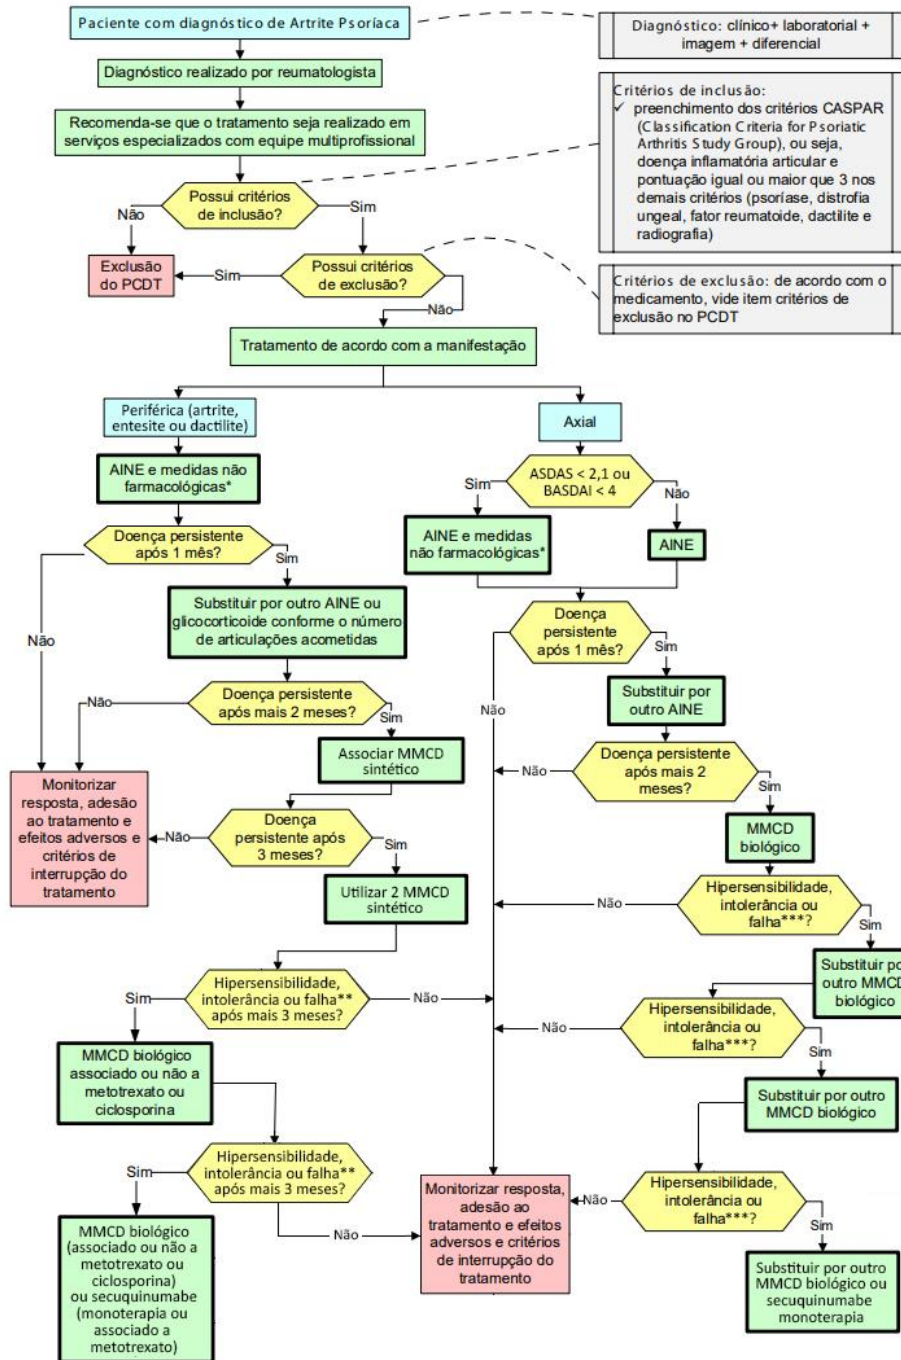 Paciente com diagnóstico de Artrite Psoríaca
Diagnóstico: clínico+ laboratorial +
imagem + diferencial
Diagnóstico realizado por reumatologista
Recomenda-se que o tratamento seja realizado em
serviços especializados com equipe multiprofissional
Critérios de inclusão:
✓ preenchimento dos critérios CASPAR
(Classification Criteria for Psoriatic
Arthritis Study Group), ou seja,
doença inflamatória articular e
pontuação igual ou maior que 3 nos
demais critérios (psoríase, distrofia
ungeal, fator reumatoide, dactilite e
radiografia)
Possui critérios
de inclusão?
Não
Sim
Exclusão
do PCDT
Sim
Possui critérios
de exclusão?
Não
Critérios de exclusão: de acordo com o
medicamento, vide item critérios de
exclusão no PCDT
Tratamento de acordo com a manifestação
Periférica (artrite,
entesite ou dactilite)
AINE e medidas não
farmacológicas*
Doença persistente
após 1 mês?
Sim
Não
Substituir por outro AINE ou
glicocorticoide conforme o número
de articulações acometidas
Doença persistente
após mais 2 meses?
Não
Sim
Associar MMCD
sintético
Doença persistente
após 3 meses?
Não
Sim
Monitorizar
resposta, adesão
ao tratamento e
efeitos adversos e
critérios de
interrupção do
tratamento
Utilizar 2 MMCD
sintético
Hipersensibilidade,
intolerância ou falha**
após mais 3 meses?
Sim
Não
MMCD biológico
associado ou não a
metotrexato ou
ciclosporina
Hipersensibilidade,
intolerância ou falha**
após mais 3 meses?
Sim
Não
MMCD biológico
(associado ou não a
metotrexato ou
ciclosporina)
ou secuquinumabe
(monoterapia ou
associado a
metotrexato)
Axial
ASDAS < 2,1 ou
BASDAI < 4
Sim
Não
AINE e medidas
não farmacológicas*
AINE
Doença
persistente
após 1 mês?
Sim
Não
Substituir por
outro AINE
Doença persistente
após mais 2
meses?
Não
Sim
MMCD
biológico
Hipersensibilidade,
intolerância ou
falha***?
Não
Sim
Substituir por
outro MMCD
biológico
Hipersensibilidade,
intolerância ou
falha***?
Não
Sim
Substituir por outro
MMCD biológico
Hipersensibilidade,
intolerância ou
falha***?
Não
Sim
Monitorizar resposta,
adesão ao
tratamento e efeitos
adversos e critérios
de interrupção do
tratamento
Substituir por outro
MMCD biológico ou
secuquinumabe
monoterapia